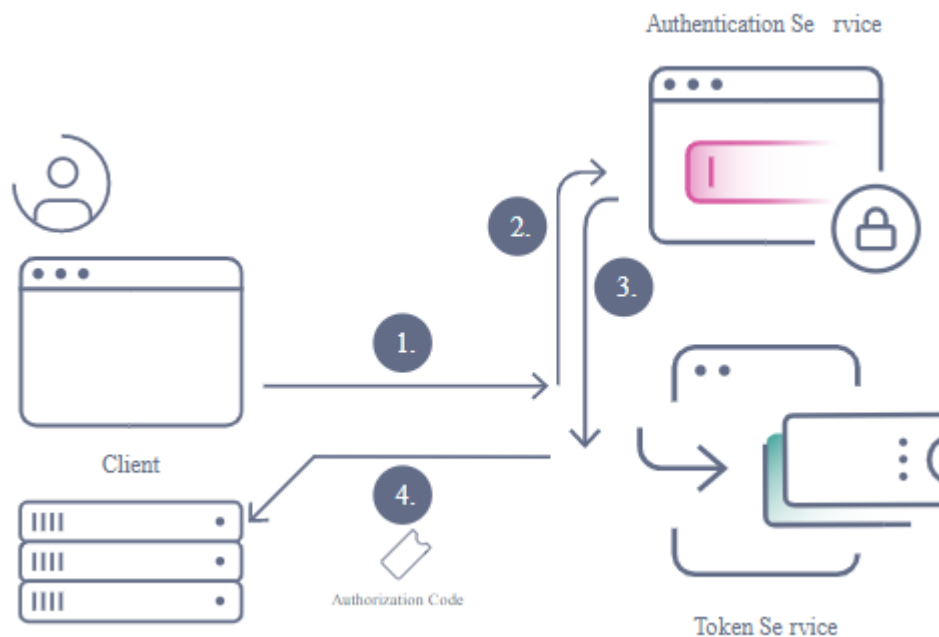 Authentication Se rvice
2.
3.
1.
Client
4.
Authorization Code
Token Se rvice